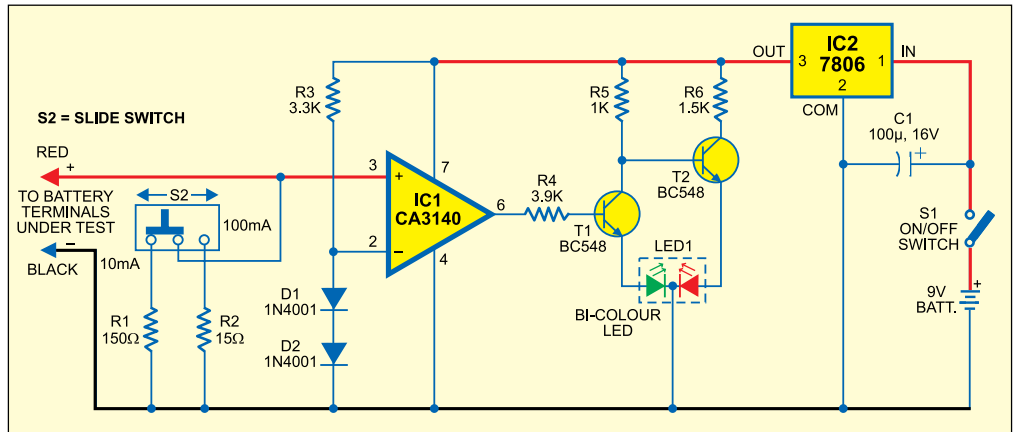 OUT
IC2
7806
IN
3
1
2
COM
R3
3.3K
R5
1K
R6
1.5K
C1
100µ, 16V
+
S2 = SLIDE SWITCH
RED
+
3
+
7
TO BATTERY
TERMINALS
UNDER TEST
S2
100mA
IC1
CA3140
6
R4
3.9K
T2
BC548
T1
BC548
S1
ON/OFF
SWITCH
2
−
4
−
BLACK
10mA
LED1
BI-COLOUR
LED
9V
BATT.
+
D1
1N4001
R1
150Ω
R2
15Ω
D2
1N4001